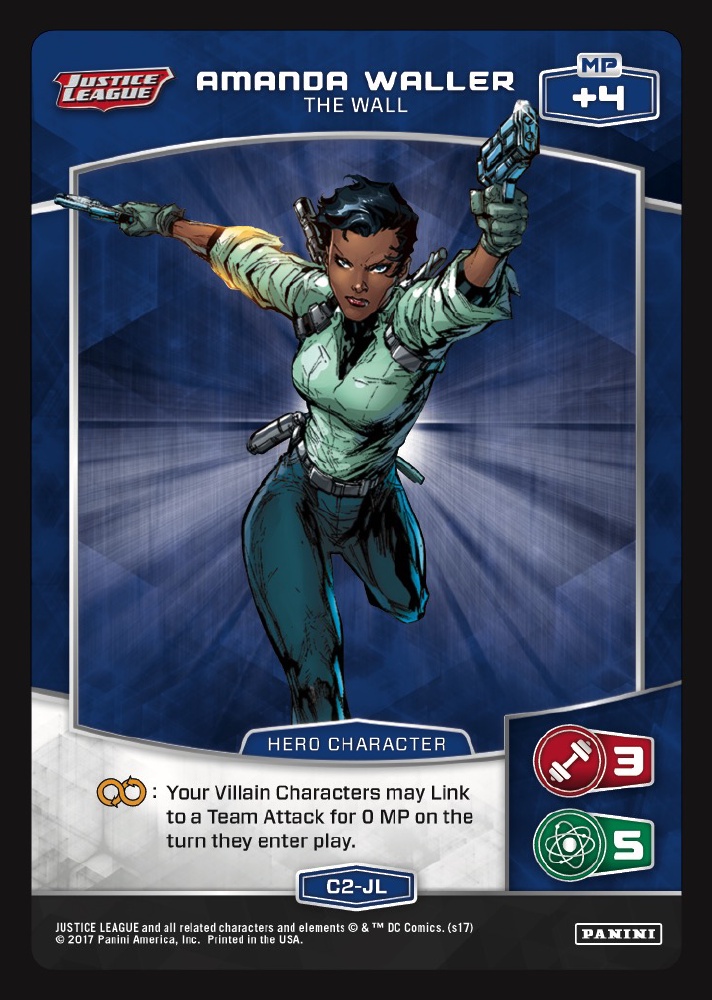 JUSTICE
LEAGUE
AMANDA WALLER
THE WALL
MP
+4
HERO CHARACTER
: Your Villain Characters may Link
to a Team Attack for 0 MP on the
turn they enter play.
3
5
C2-JL
JUSTICE LEAGUE and all related characters and elements © & ™ DC Comics. (s17)
© 2017 Panini America, Inc. Printed in the USA.
PANINI